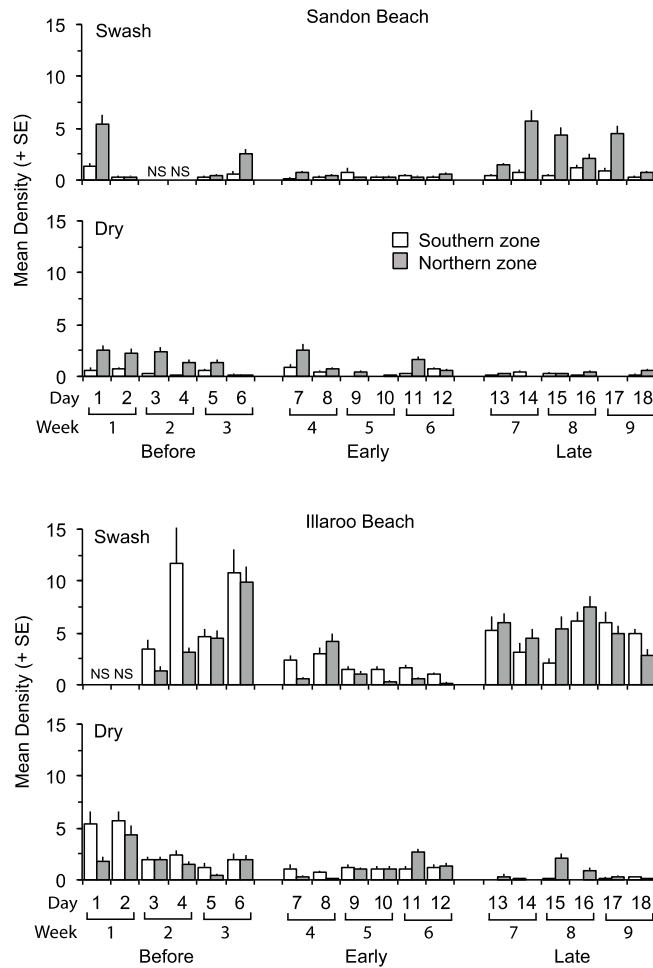 Sandon Beach
Swash
15
10
5
0
NS NS
Mean Density (+ SE)
Dry
15
10
5
0
Southern zone
Northern zone
Day 1 2 3 4 5 6 7 8 9 10 11 12 13 14 15 16 17 18
Week 1 2 3 4 5 6 7 8 9
Before Early Late
Illaroo Beach
Swash
15
10
5
0
NS NS
Mean Density (+ SE)
Dry
15
10
5
0
Day 1 2 3 4 5 6 7 8 9 10 11 12 13 14 15 16 17 18
Week 1 2 3 4 5 6 7 8 9
Before Early Late